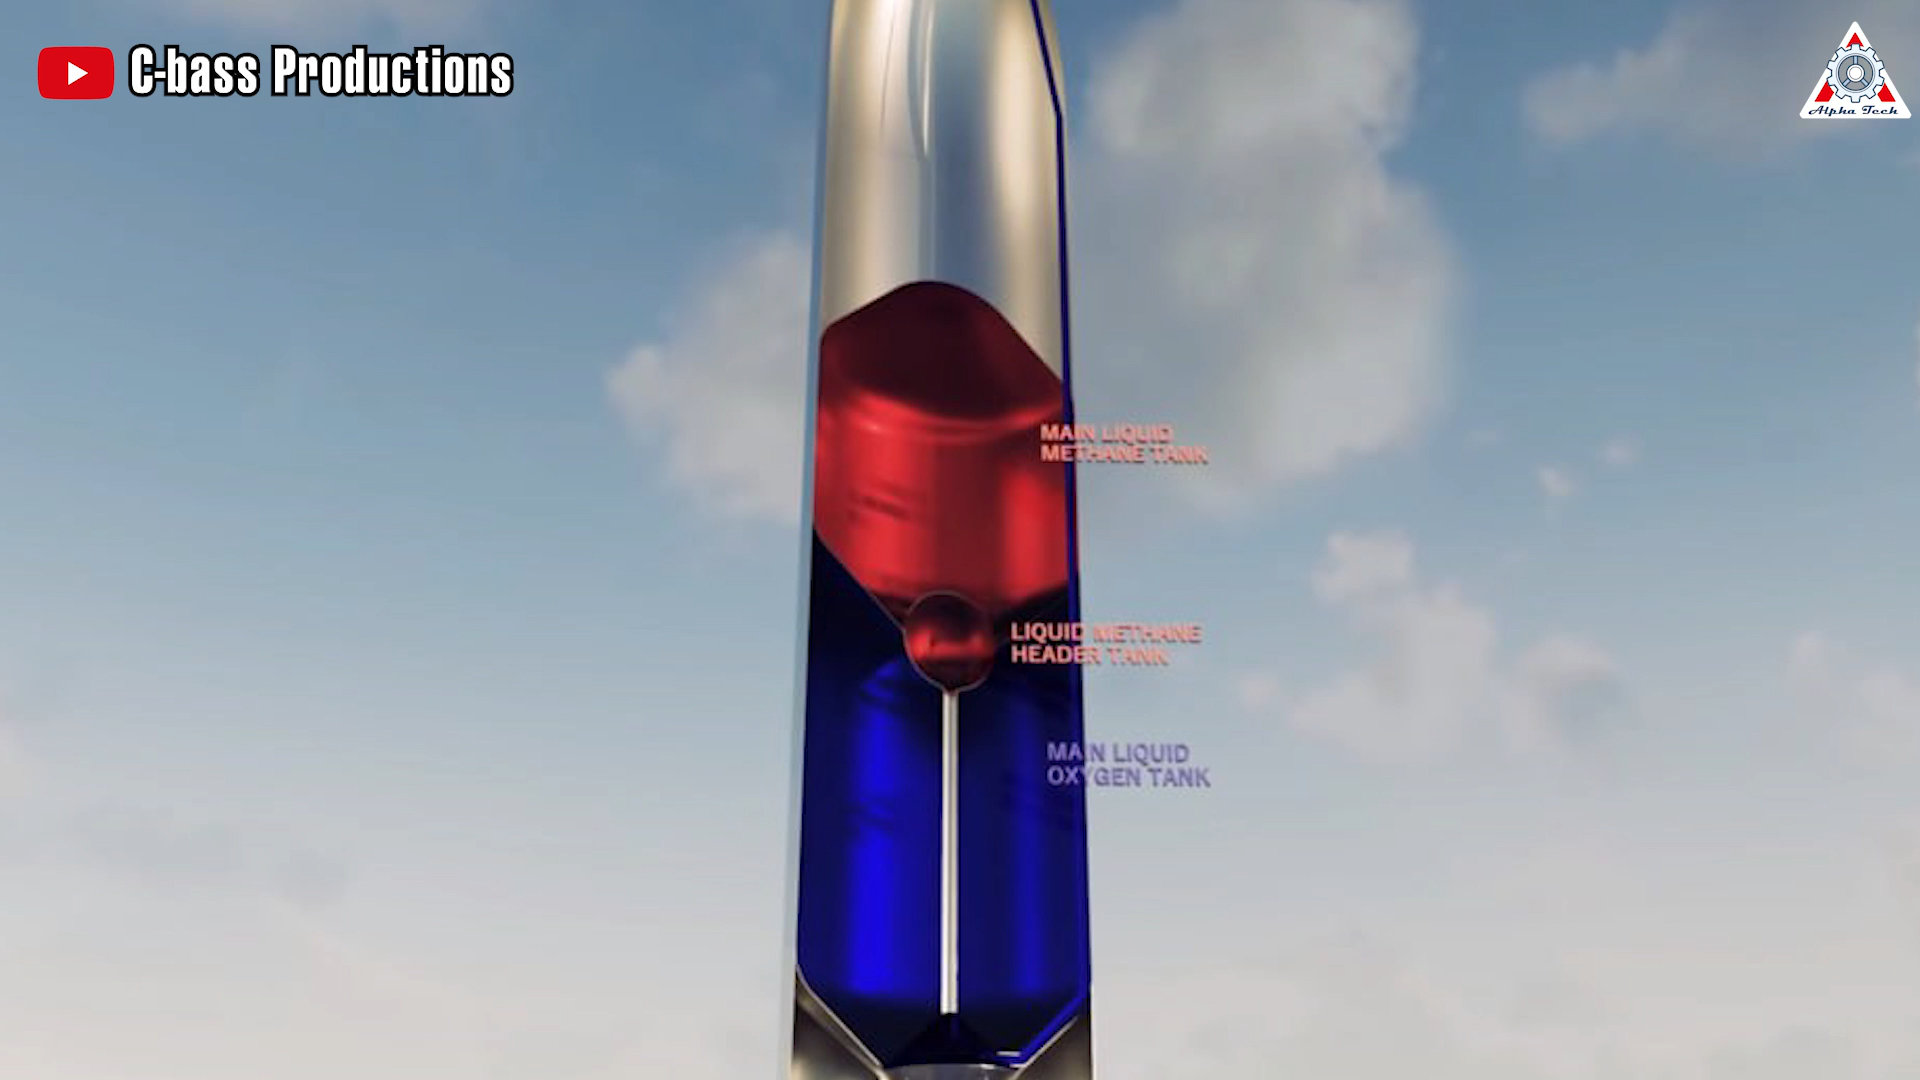 C-bass Productions
Alpha Tech
MAIN LIQUID
METHANE TANK
LIQUID METHANE
HEADER TANK
MAIN LIQUID
OXYGEN TANK